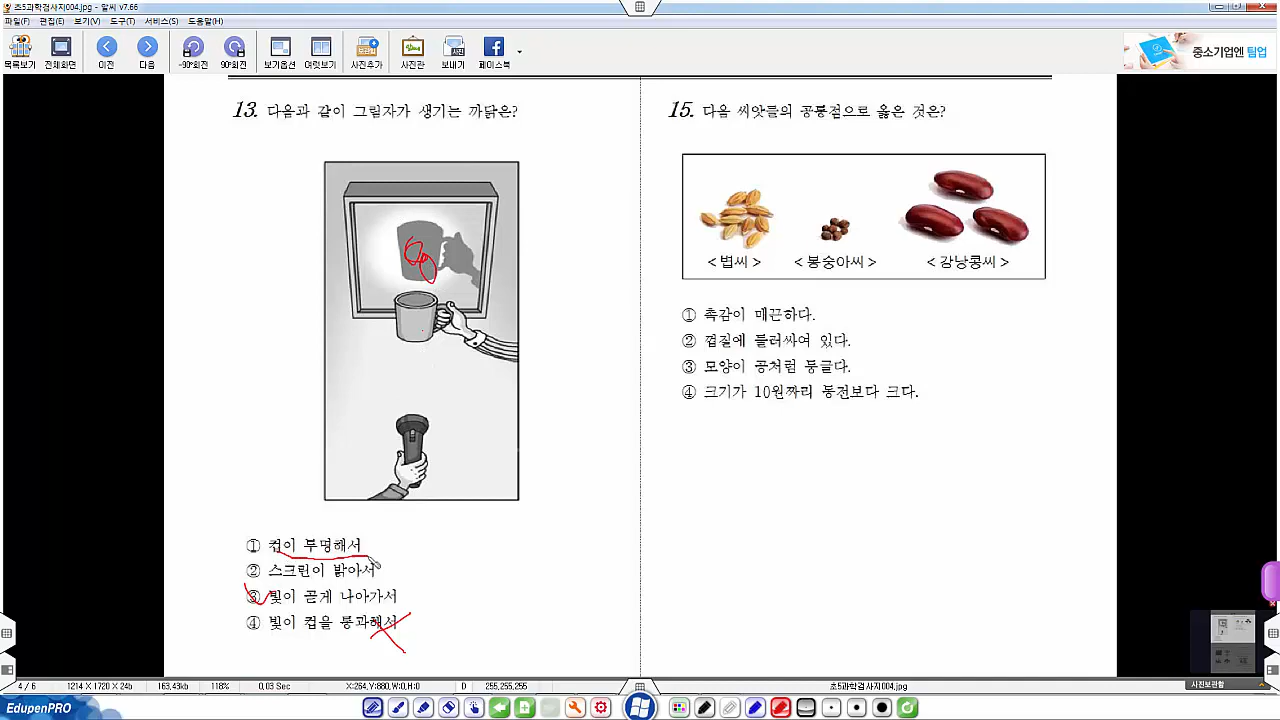 초5과학검사지004.jpg - 알씨 v7.66
파일(F) 편집(E) 보기(V) 도구(T) 서비스(S) 도움말(H)
목록보기 전체화면 이전 다음 -90°회전 90°회전 보기옵션 여럿보기 사진추가 사진관 보내기 페이스북
중소기업엔 팀업
13. 다음과 같이 그림자가 생기는 까닭은?
① 컵이 투명해서
② 스크린이 밝아서
③ 빛이 곧게 나아가서
④ 빛이 컵을 통과해서
15. 다음 씨앗들의 공통점으로 옳은 것은?
<볍씨> <봉숭아씨> <강낭콩씨>
① 촉감이 매끈하다.
② 껍질에 둘러싸여 있다.
③ 모양이 공처럼 둥글다.
④ 크기가 10원짜리 동전보다 크다.
4 / 6 1214 X 1720 X 24b 163,43kb 118% 0,03 Sec X:264,Y:880,W:0,H:0 D 255,255,255 초5과학검사지004.jpg 사진보관함
EdupenPRO